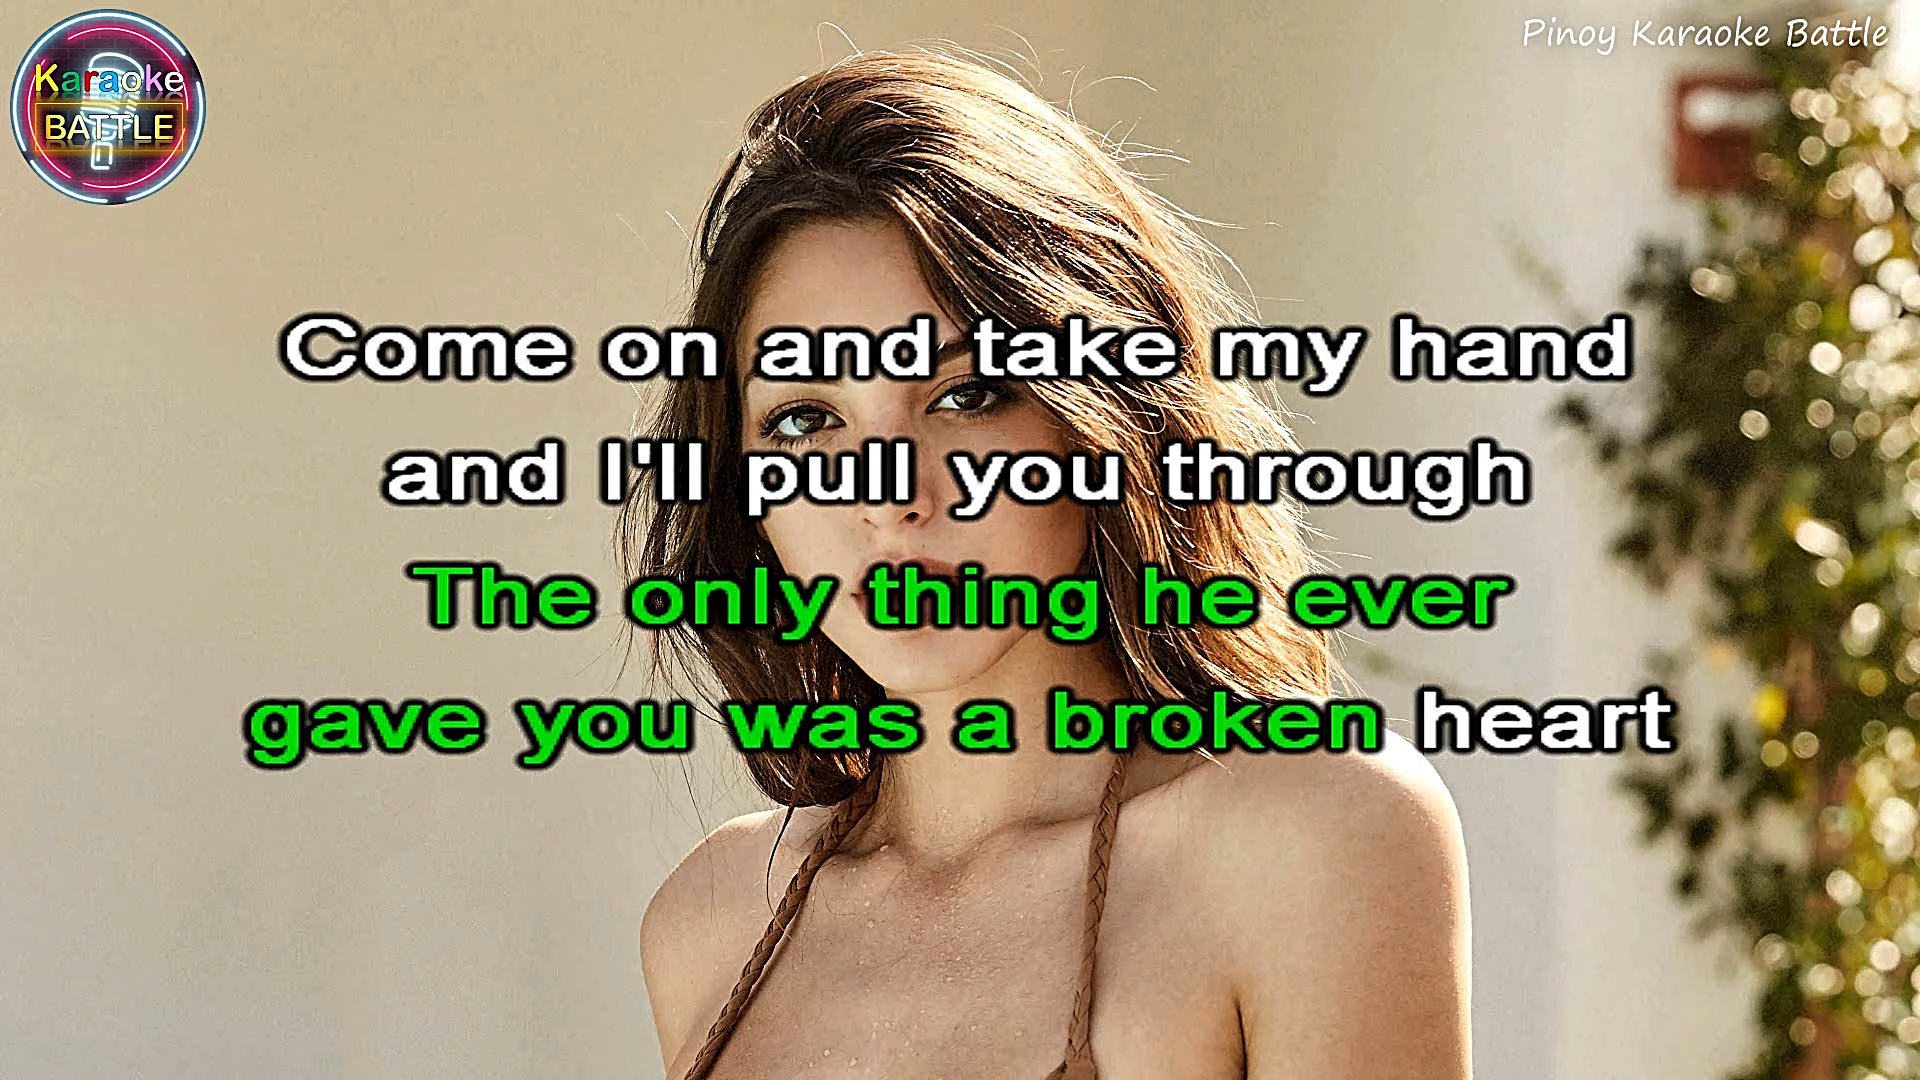 Karaoke
BATTLE
Pinoy Karaoke Battle
Come on and take my hand
and I'll pull you through
The only thing he ever
gave you was a broken heart